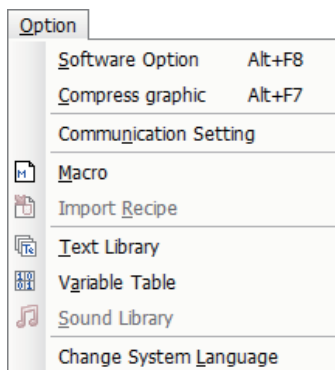 Option
Software Option Alt+F8
Compress graphic Alt+F7
Communication Setting
Macro
Import Recipe
Text Library
Variable Table
Sound Library
Change System Language